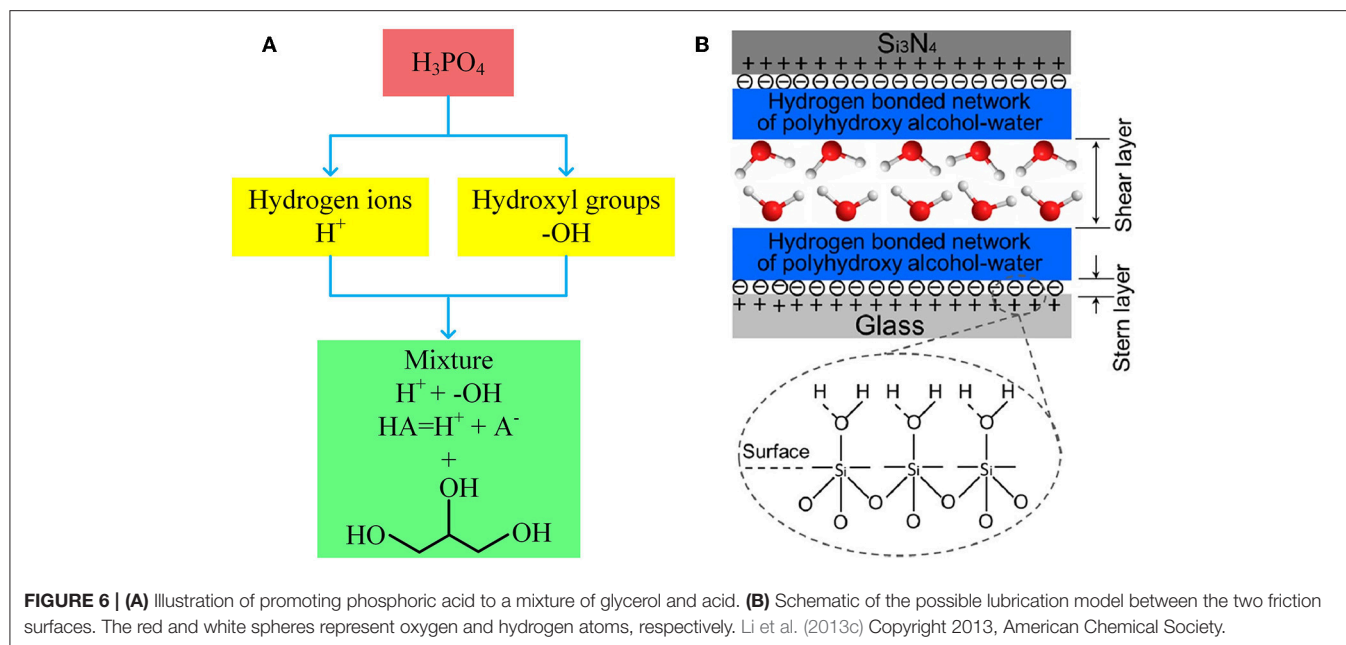 A
H₃PO₄
Hydrogen ions
H⁺
Hydroxyl groups
-OH
Mixture
H⁺ + -OH
HA=H⁺ + A⁻
+
OH
HO
OH
B
Si₃N₄
+ + + + + + + + + + + + + + +
⊖ ⊖ ⊖ ⊖ ⊖ ⊖ ⊖ ⊖ ⊖ ⊖ ⊖ ⊖ ⊖ ⊖ ⊖ ⊖ ⊖
Hydrogen bonded network
of polyhydroxy alcohol-water
Shear layer
Hydrogen bonded network
of polyhydroxy alcohol-water
⊖ ⊖ ⊖ ⊖ ⊖ ⊖ ⊖ ⊖ ⊖ ⊖ ⊖ ⊖ ⊖ ⊖ ⊖ ⊖ ⊖
+ + + + + + + + + + + + + + + + +
Stern layer
Glass
H H H H H H
O O O
Surface
Si Si Si
O O O O
O O O
FIGURE 6 | (A) Illustration of promoting phosphoric acid to a mixture of glycerol and acid. (B) Schematic of the possible lubrication model between the two friction
surfaces. The red and white spheres represent oxygen and hydrogen atoms, respectively. Li et al. (2013c) Copyright 2013, American Chemical Society.